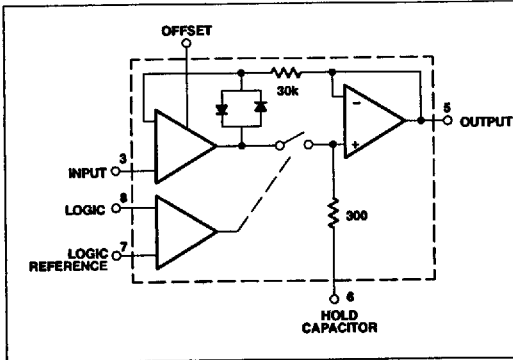 OFFSET
30k
5
OUTPUT
3
INPUT
8
LOGIC
7
LOGIC
REFERENCE
300
6
HOLD
CAPACITOR
−
+